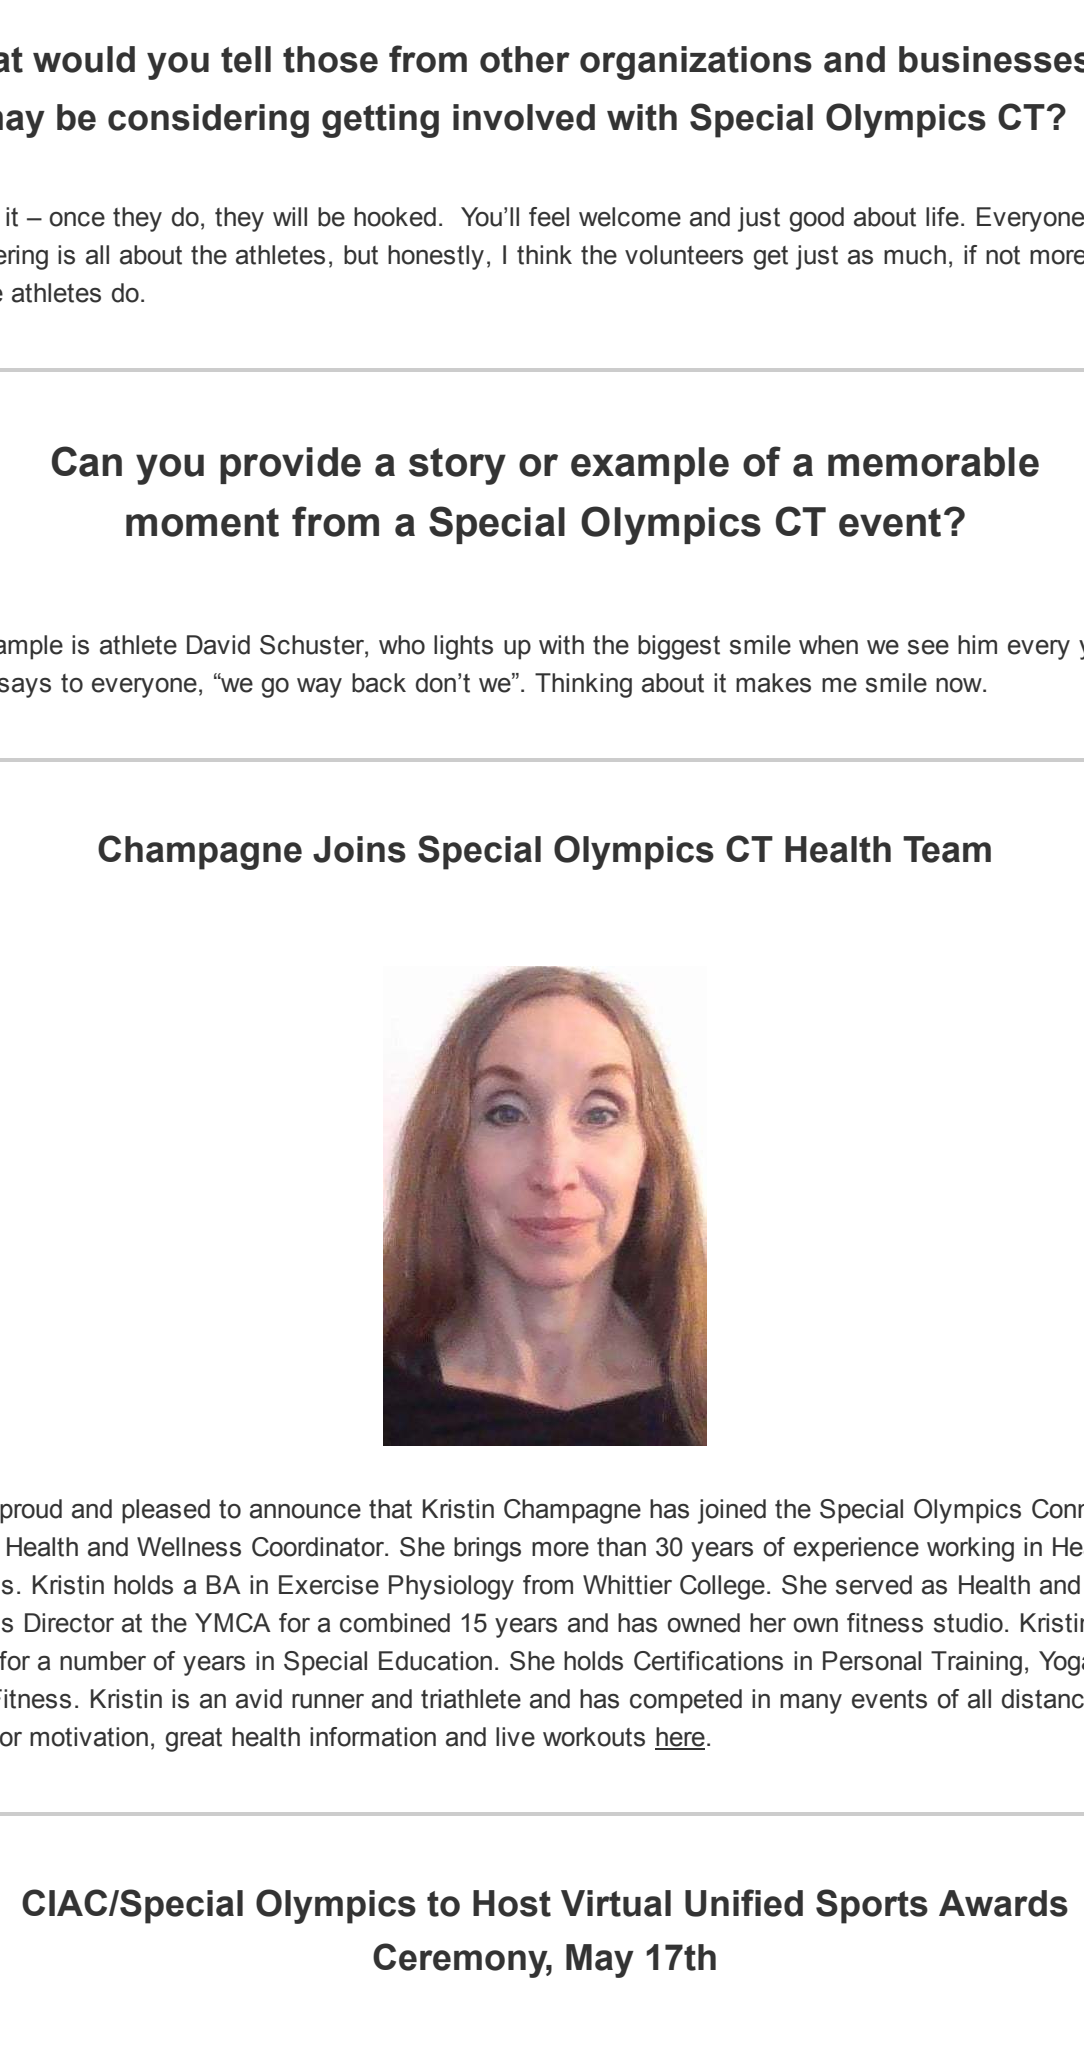 would you tell those from other organizations and businesses
be considering getting involved with Special Olympics CT?
it – once they do, they will be hooked.  You’ll feel welcome and just good about life. Everyone
is all about the athletes, but honestly, I think the volunteers get just as much, if not more
athletes do.
Can you provide a story or example of a memorable
moment from a Special Olympics CT event?
is athlete David Schuster, who lights up with the biggest smile when we see him every
says to everyone, “we go way back don’t we”. Thinking about it makes me smile now.
Champagne Joins Special Olympics CT Health Team
proud and pleased to announce that Kristin Champagne has joined the Special Olympics
Health and Wellness Coordinator. She brings more than 30 years of experience working in
Kristin holds a BA in Exercise Physiology from Whittier College. She served as Health and
Director at the YMCA for a combined 15 years and has owned her own fitness studio. Kristin
for a number of years in Special Education. She holds Certifications in Personal Training, Yoga
Fitness. Kristin is an avid runner and triathlete and has competed in many events of all
or motivation, great health information and live workouts here.
CIAC/Special Olympics to Host Virtual Unified Sports Awards
Ceremony, May 17th